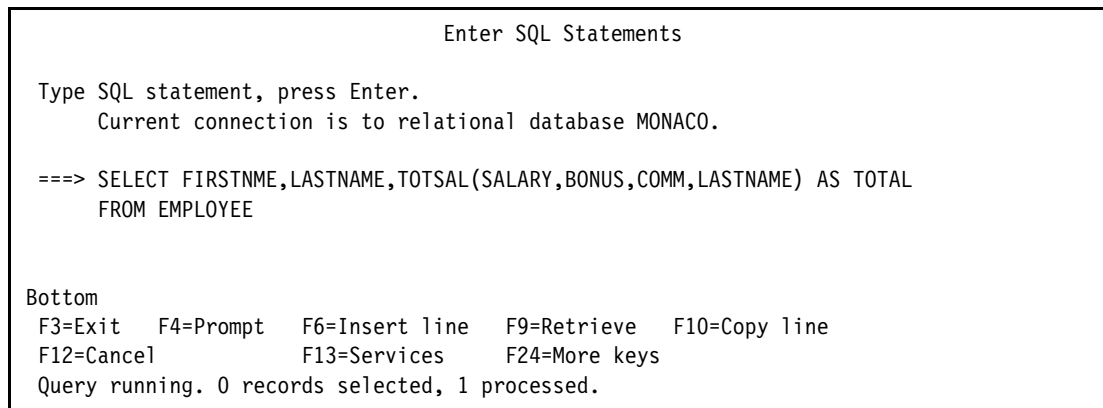 Enter SQL Statements
Type SQL statement, press Enter.
Current connection is to relational database MONACO.
===> SELECT FIRSTNME,LASTNAME,TOTSAL(SALARY,BONUS,COMM,LASTNAME) AS TOTAL
FROM EMPLOYEE
Bottom
F3=Exit F4=Prompt F6=Insert line F9=Retrieve F10=Copy line
F12=Cancel F13=Services F24=More keys
Query running. 0 records selected, 1 processed.